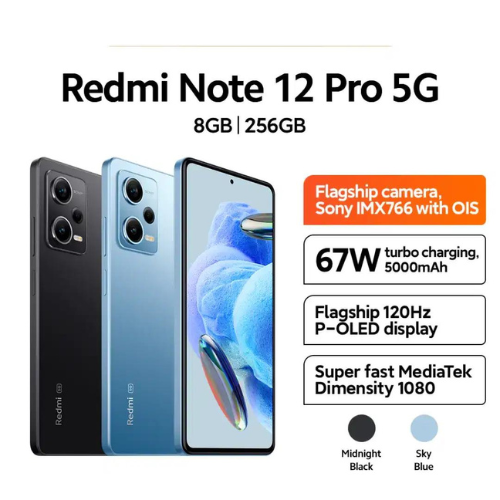 Redmi Note 12 Pro 5G
8GB | 256GB
Flagship camera,
Sony IMX766 with OIS
67W turbo charging,
5000mAh
Flagship 120Hz
P-OLED display
Super fast MediaTek
Dimensity 1080
Redmi
Redmi
Midnight
Black
Sky
Blue